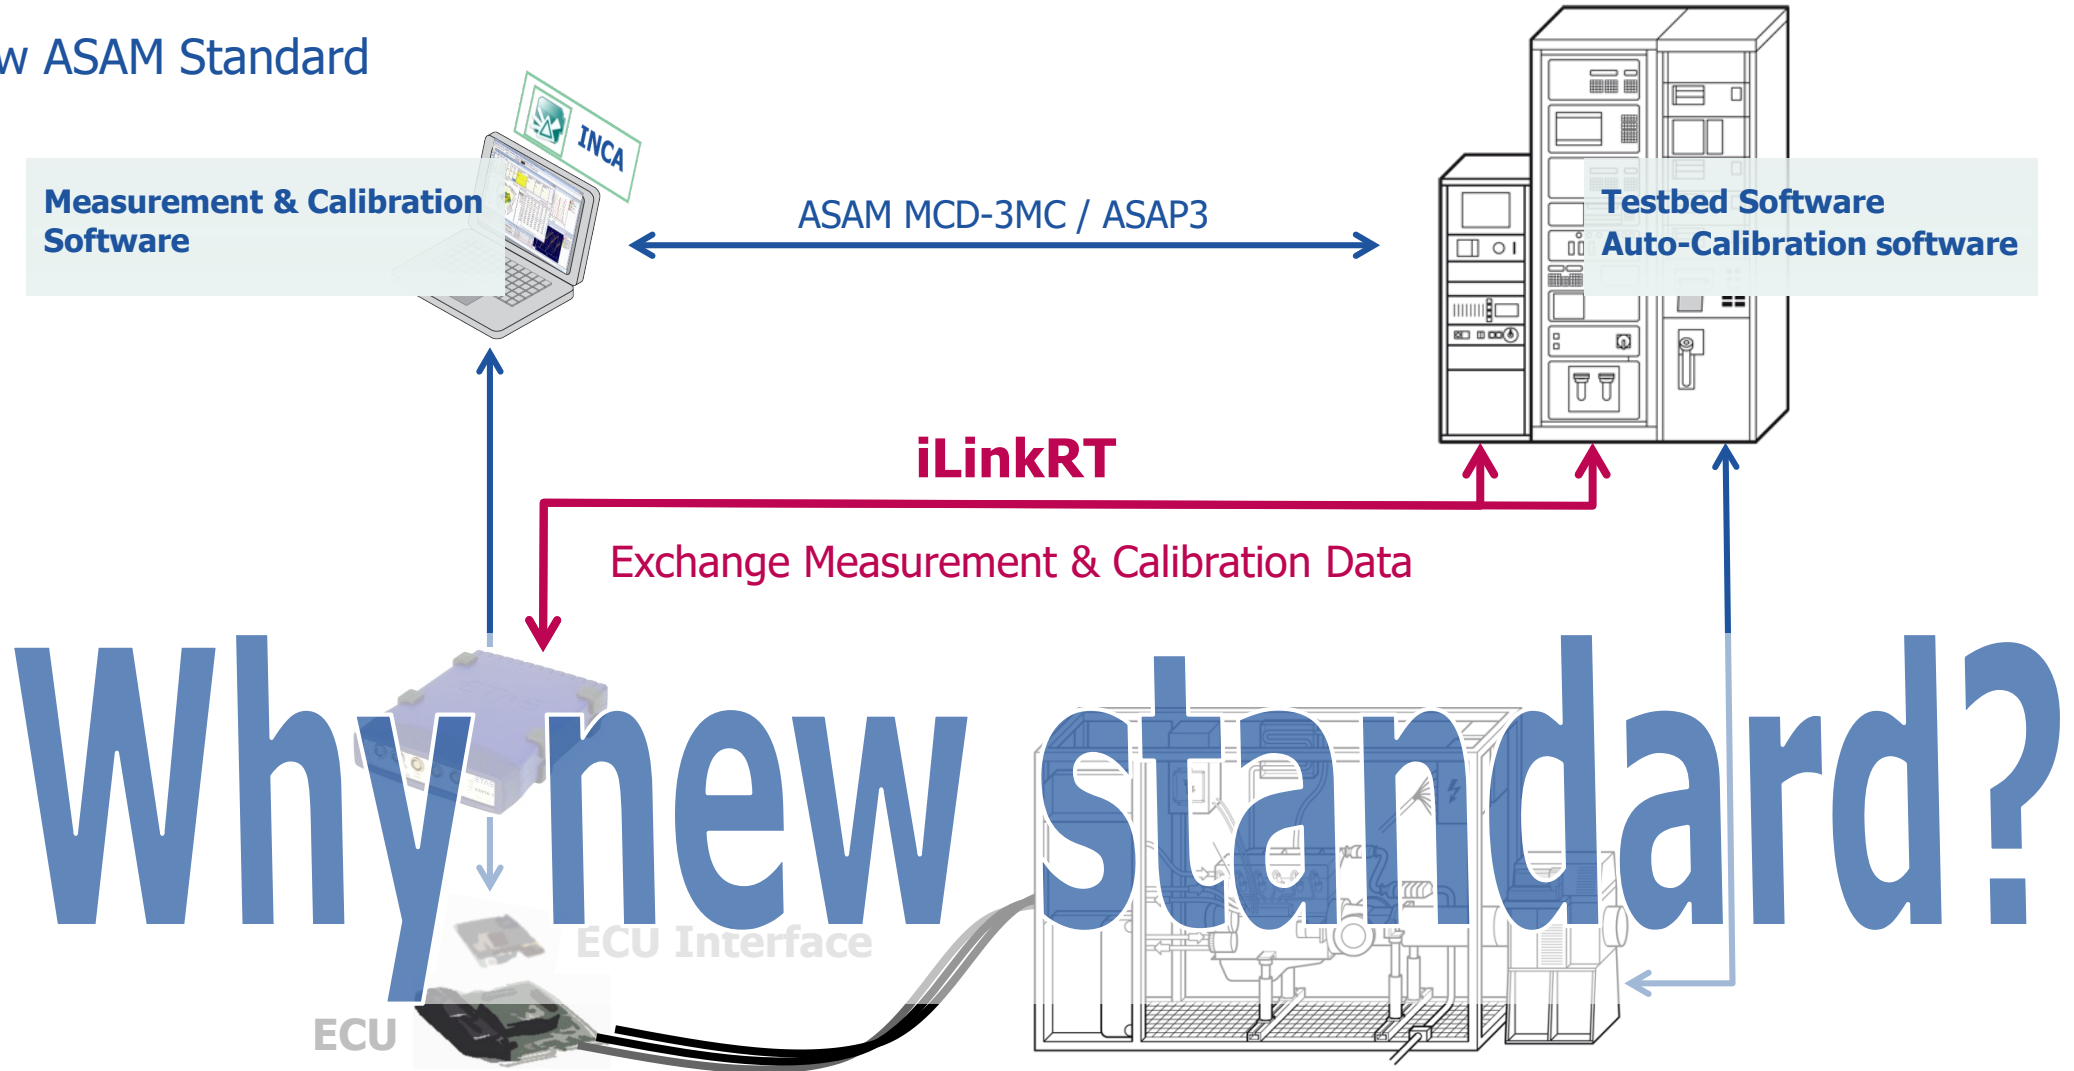 w ASAM Standard
INCA
Measurement & Calibration
Software
ASAM MCD-3MC / ASAP3
Testbed Software
Auto-Calibration software
iLinkRT
Exchange Measurement & Calibration Data
Why new standard?
ECU Interface
ECU